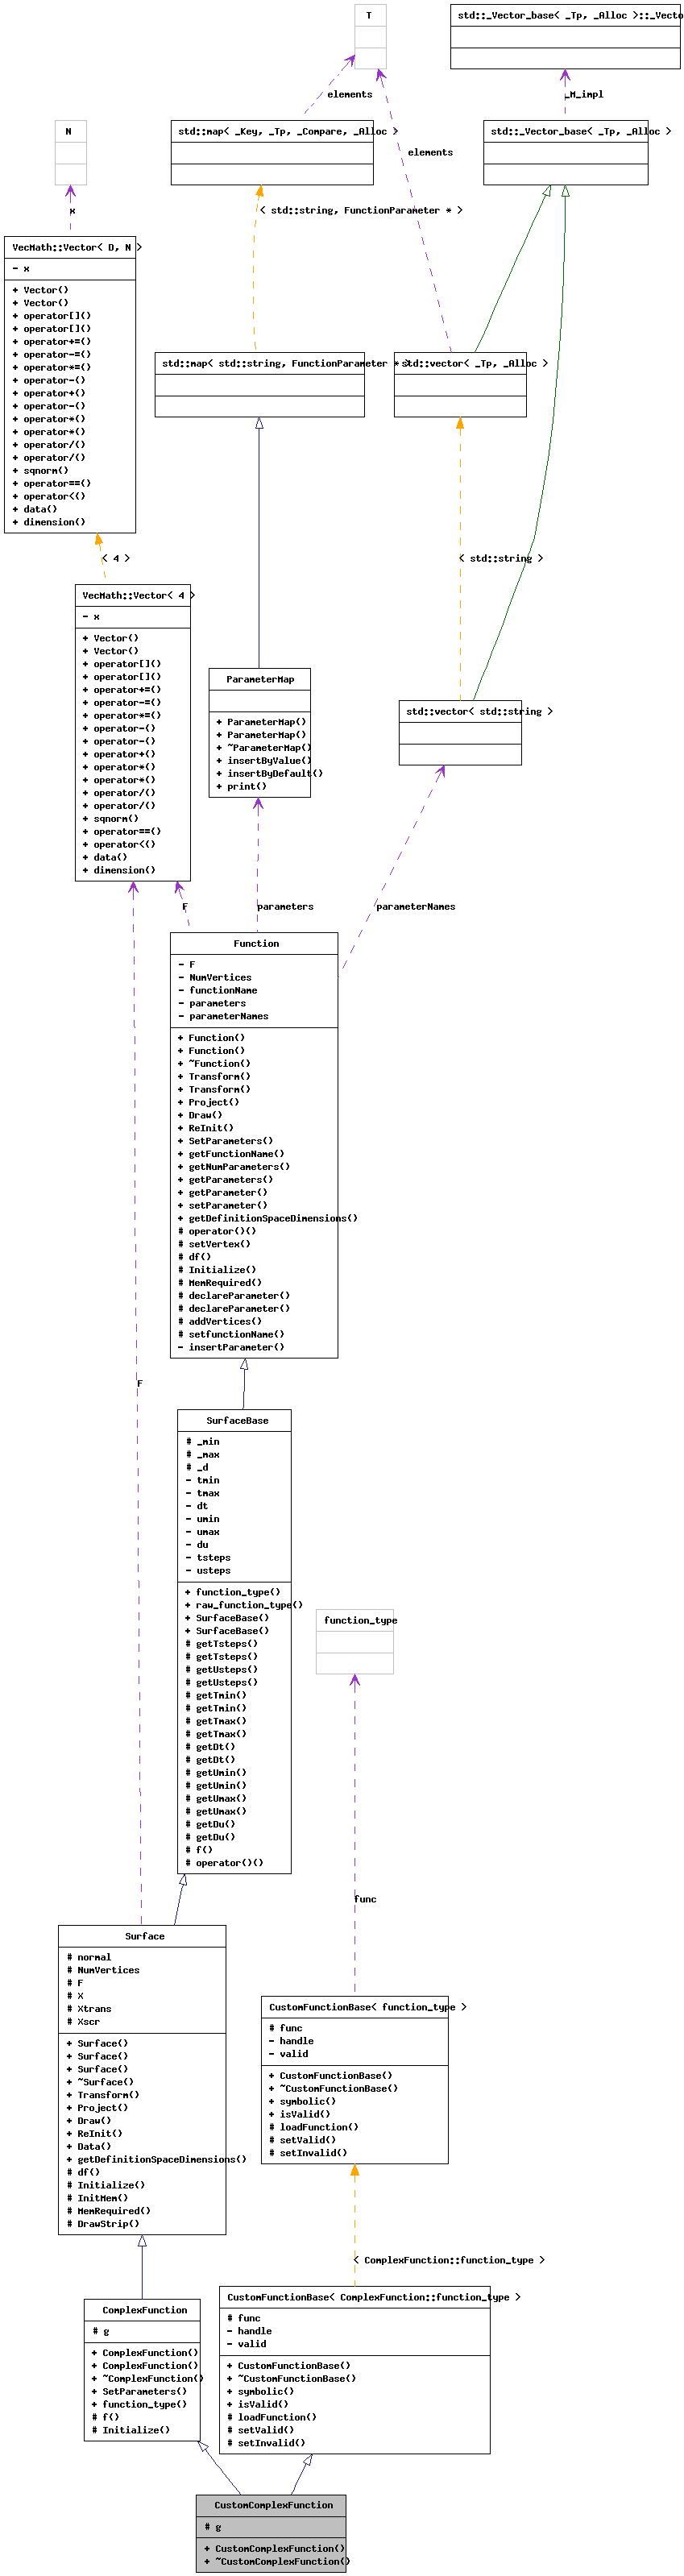 T
std::_Vector_base< _Tp, _Alloc >::_Vecto
elements
_M_impl
N
std::map< _Key, _Tp, _Compare, _Alloc >
std::_Vector_base< _Tp, _Alloc >
elements
x
< std::string, FunctionParameter * >
VecMath::Vector< D, N >
- x
+ Vector()
+ Vector()
+ operator[]()
+ operator[]()
+ operator+=()
+ operator-=()
+ operator*=()
+ operator-()
+ operator+()
+ operator-()
+ operator*()
+ operator*()
+ operator/()
+ operator/()
+ sqnorm()
+ operator==()
+ operator<()
+ data()
+ dimension()
std::map< std::string, FunctionParameter * >
std::vector< _Tp, _Alloc >
< 4 >
< std::string >
VecMath::Vector< 4 >
- x
+ Vector()
+ Vector()
+ operator[]()
+ operator[]()
+ operator+=()
+ operator-=()
+ operator*=()
+ operator-()
+ operator-()
+ operator+()
+ operator*()
+ operator*()
+ operator/()
+ operator/()
+ sqnorm()
+ operator==()
+ operator<()
+ data()
+ dimension()
ParameterMap
+ ParameterMap()
+ ParameterMap()
+ ~ParameterMap()
+ insertByValue()
+ insertByDefault()
+ print()
std::vector< std::string >
F
parameters
parameterNames
Function
- F
- NumVertices
- functionName
- parameters
- parameterNames
+ Function()
+ Function()
+ ~Function()
+ Transform()
+ Transform()
+ Project()
+ Draw()
+ ReInit()
+ SetParameters()
+ getFunctionName()
+ getNumParameters()
+ getParameters()
+ getParameter()
+ setParameter()
+ getDefinitionSpaceDimensions()
# operator()()
# setVertex()
# df()
# Initialize()
# MemRequired()
# declareParameter()
# declareParameter()
# addVertices()
# setfunctionName()
- insertParameter()
F
SurfaceBase
# _min
# _max
# _d
- tmin
- tmax
- dt
- umin
- umax
- du
- tsteps
- usteps
+ function_type()
+ raw_function_type()
+ SurfaceBase()
+ SurfaceBase()
# getTsteps()
# getTsteps()
# getUsteps()
# getUsteps()
# getTmin()
# getTmin()
# getTmax()
# getTmax()
# getDt()
# getDt()
# getUmin()
# getUmin()
# getUmax()
# getUmax()
# getDu()
# getDu()
# f()
# operator()()
function_type
func
Surface
# normal
# NumVertices
# F
# X
# Xtrans
# Xscr
+ Surface()
+ Surface()
+ Surface()
+ ~Surface()
+ Transform()
+ Project()
+ Draw()
+ ReInit()
+ Data()
+ getDefinitionSpaceDimensions()
# df()
# Initialize()
# InitMem()
# MemRequired()
# DrawStrip()
CustomFunctionBase< function_type >
# func
- handle
- valid
+ CustomFunctionBase()
+ ~CustomFunctionBase()
+ symbolic()
+ isValid()
# loadFunction()
# setValid()
# setInvalid()
< ComplexFunction::function_type >
ComplexFunction
# g
+ ComplexFunction()
+ ComplexFunction()
+ ~ComplexFunction()
+ SetParameters()
+ function_type()
# f()
# Initialize()
CustomFunctionBase< ComplexFunction::function_type >
# func
- handle
- valid
+ CustomFunctionBase()
+ ~CustomFunctionBase()
+ symbolic()
+ isValid()
# loadFunction()
# setValid()
# setInvalid()
CustomComplexFunction
# g
+ CustomComplexFunction()
+ ~CustomComplexFunction()